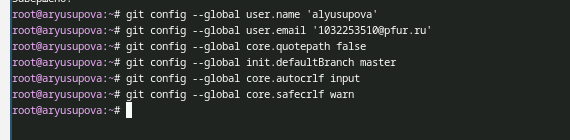 root@aryusupova:~# git config --global user.name 'alyusupova'
root@aryusupova:~# git config --global user.email '1032253510@pfur.ru'
root@aryusupova:~# git config --global core.quotepath false
root@aryusupova:~# git config --global init.defaultBranch master
root@aryusupova:~# git config --global core.autocrlf input
root@aryusupova:~# git config --global core.safecrlf warn
root@aryusupova:~#